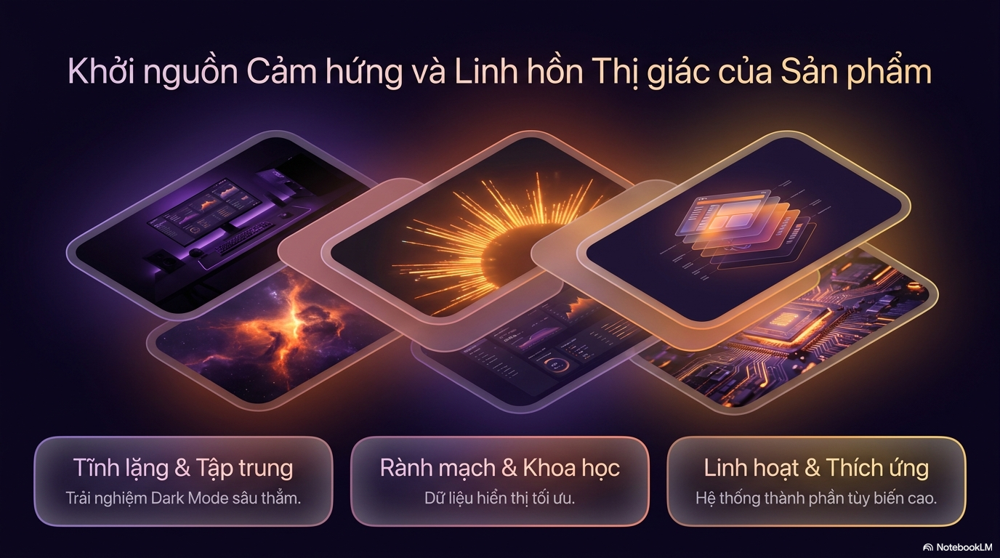 Khởi nguồn Cảm hứng và Linh hồn Thị giác của Sản phẩm
Tĩnh lặng & Tập trung
Trải nghiệm Dark Mode sâu thẳm.
Rành mạch & Khoa học
Dữ liệu hiển thị tối ưu.
Linh hoạt & Thích ứng
Hệ thống thành phần tùy biến cao.
NotebookLM